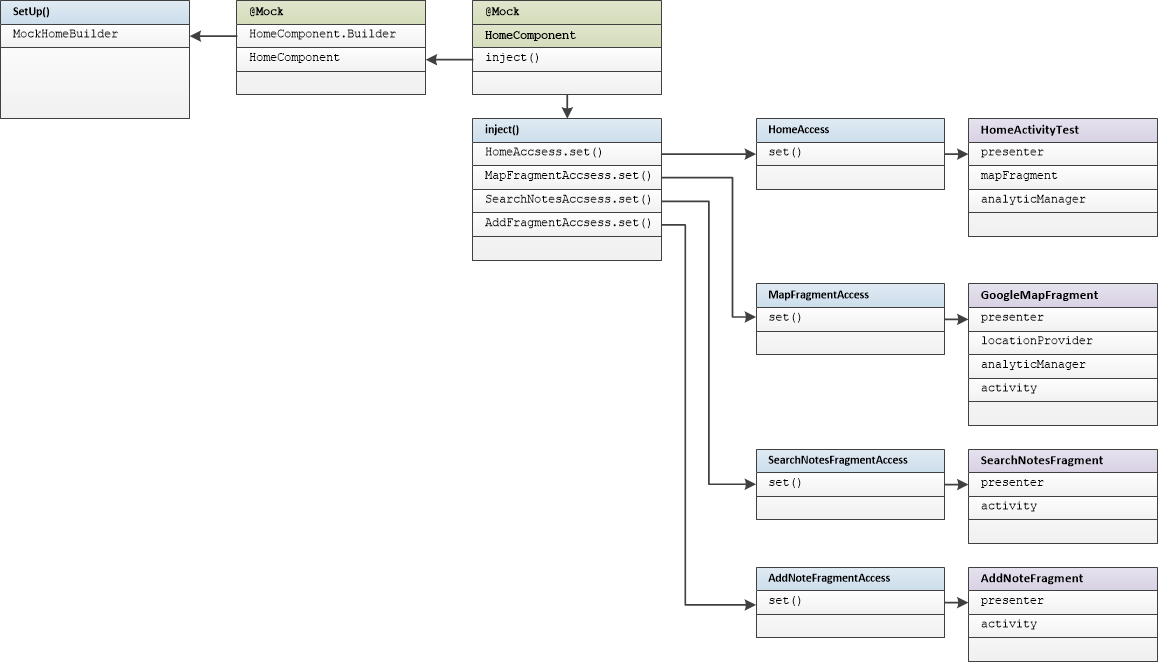 SetUp()
MockHomeBuilder
@Mock
HomeComponent.Builder
HomeComponent
@Mock
HomeComponent
inject()
inject()
HomeAccsess.set()
MapFragmentAccsess.set()
SearchNotesAccsess.set()
AddFragmentAccsess.set()
HomeAccess
set()
HomeActivityTest
presenter
mapFragment
analyticManager
MapFragmentAccess
set()
GoogleMapFragment
presenter
locationProvider
analyticManager
activity
SearchNotesFragmentAccess
set()
SearchNotesFragment
presenter
activity
AddNoteFragmentAccess
set()
AddNoteFragment
presenter
activity